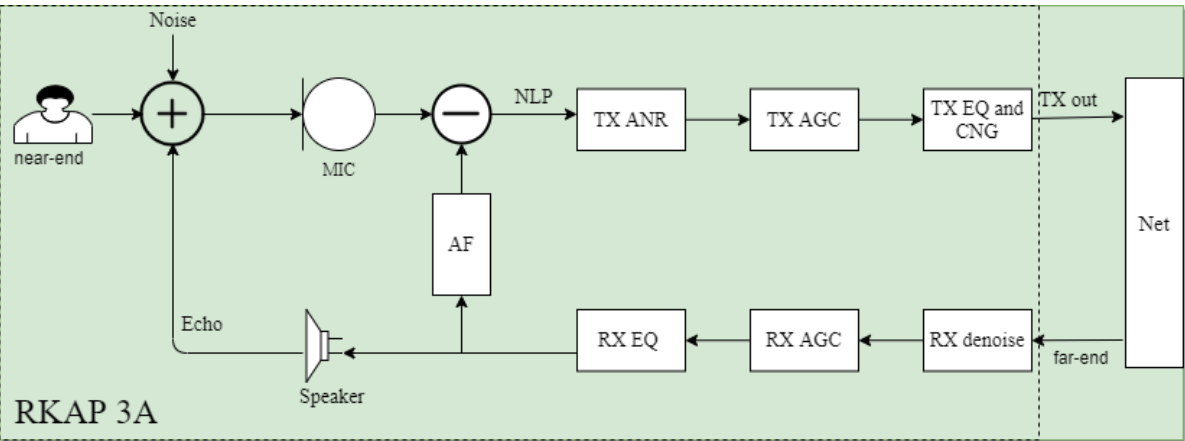 Noise
near-end
MIC
NLP
TX ANR
TX AGC
TX EQ and
CNG
TX out
Net
AF
Echo
Speaker
RX EQ
RX AGC
RX denoise
far-end
RKAP 3A